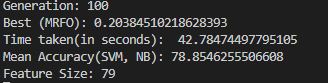 Generation: 100
Best (MRFO): 0.20384510218628393
Time taken(in seconds):  42.78474497795105
Mean Accuracy(SVM, NB): 78.8546255506608
Feature Size: 79